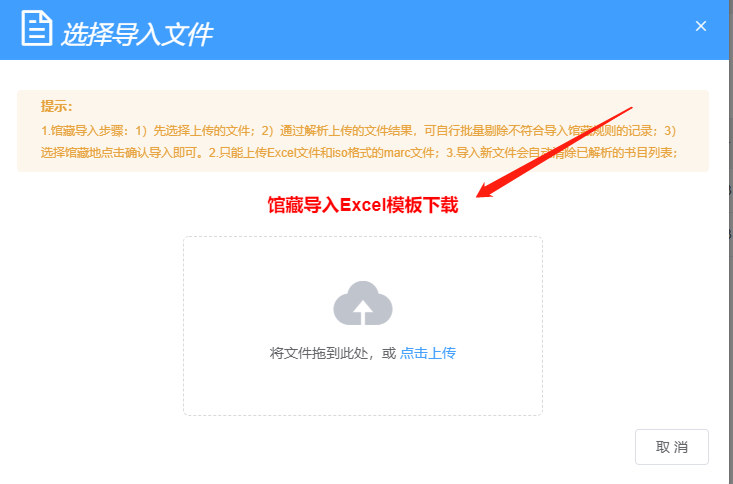 选择导入文件
提示：
1.馆藏导入步骤：1）先选择上传的文件；2）通过解析上传的文件结果，可自行批量剔除不符合导入馆藏规则的记录；3）
选择馆藏地点击确认导入即可。2.只能上传Excel文件和iso格式的marc文件；3.导入新文件会自动清除已解析的书目列表；
馆藏导入Excel模板下载
将文件拖到此处，或 点击上传
取 消